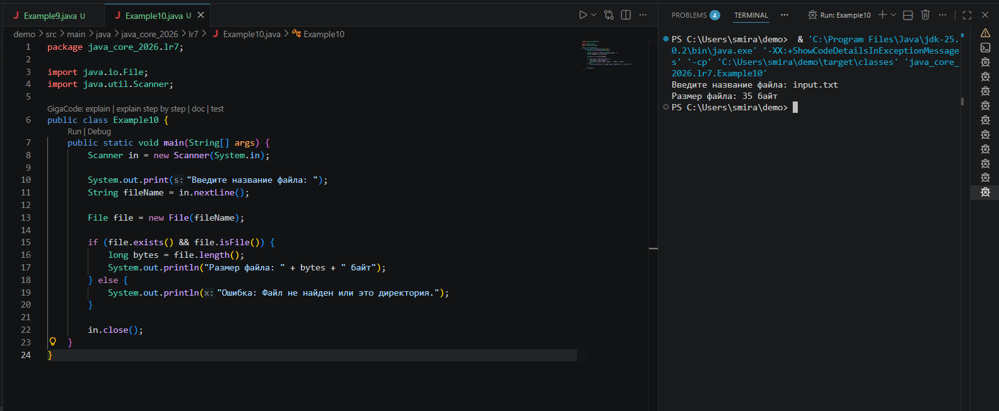 Example9.java U
Example10.java U
demo > src > main > java > java_core_2026 > lr7 > Example10.java > Example10
1 package java_core_2026.lr7;
2
3 import java.io.File;
4 import java.util.Scanner;
5
GigaCode: explain | explain step by step | doc | test
6 public class Example10 {
Run | Debug
7 public static void main(String[] args) {
8 Scanner in = new Scanner(System.in);
9
10 System.out.print(s: "Введите название файла: ");
11 String fileName = in.nextLine();
12
13 File file = new File(fileName);
14
15 if (file.exists() && file.isFile()) {
16 long bytes = file.length();
17 System.out.println("Размер файла: " + bytes + " байт");
18 } else {
19 System.out.println(x: "Ошибка: Файл не найден или это директория.");
20 }
21
22 in.close();
23 }
24 }
PROBLEMS 4 TERMINAL ··· Run: Example10
PS C:\Users\smira\demo> & 'C:\Program Files\Java\jdk-25.
0.2\bin\java.exe' '-XX:+ShowCodeDetailsInExceptionMessage
s' '-cp' 'C:\Users\smira\demo\target\classes' 'java_core_
2026.lr7.Example10'
Введите название файла: input.txt
Размер файла: 35 байт
PS C:\Users\smira\demo>